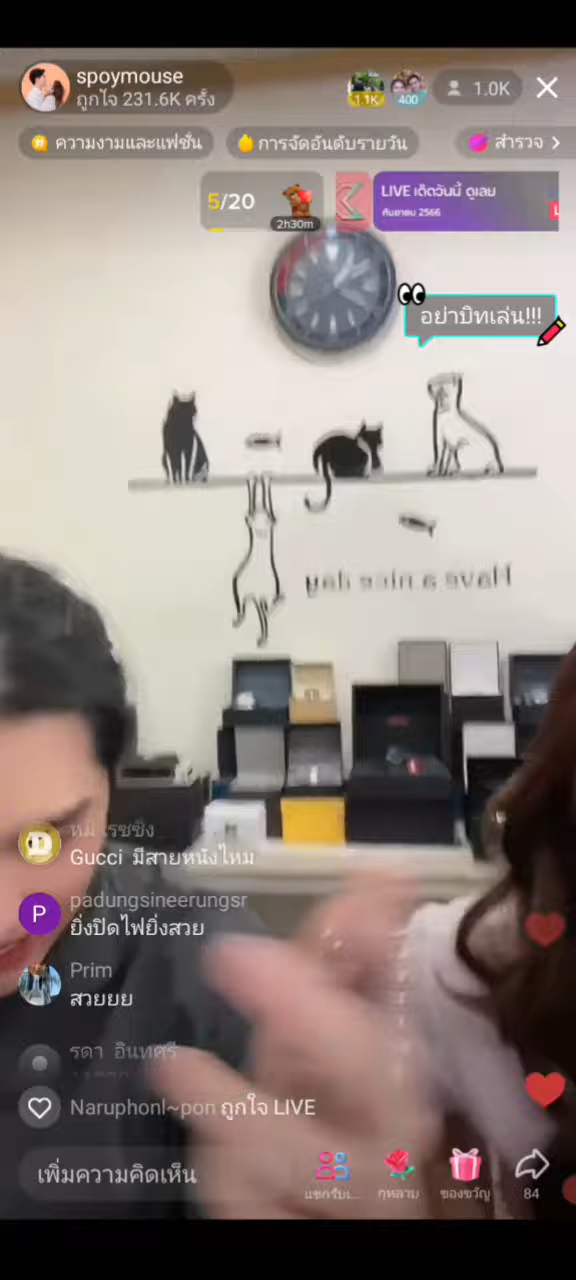 spoymouse
ถูกใจ 231.6K ครั้ง
1.1K
400
1.0K
ความงามและแฟชั่น
การจัดอันดับรายวัน
สำรวจ
5/20
2h30m
LIVE เด็ดวันนี้ ดูเลย
กันยายน 2566
อย่าบิทเล่น!!!
Have a nice day
Gucci มีสายหนังไหม
padungsineerungsr
ยิ่งปิดไฟยิ่งสวย
Prim
สวยยย
รดา อินทศรี
Naruphonl~pon ถูกใจ LIVE
เพิ่มความคิดเห็น
กุหลาบ
ของขวัญ
84